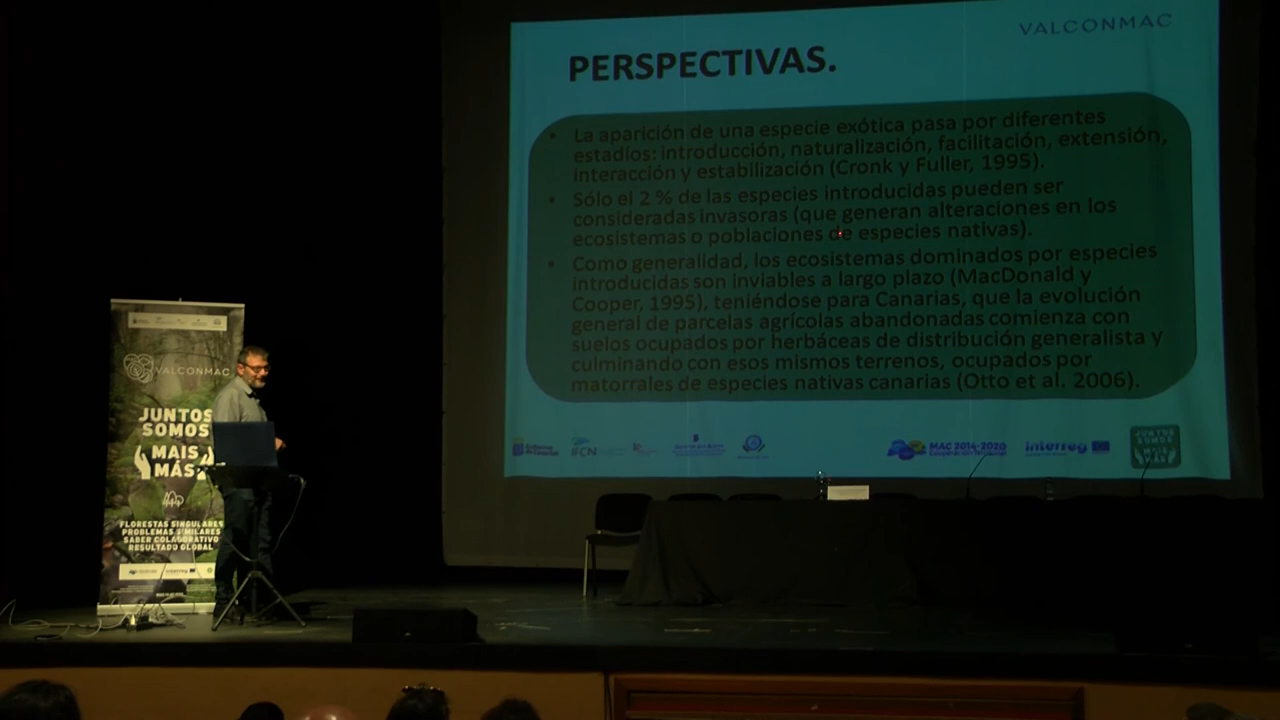 VALCONMAC
PERSPECTIVAS.
• La aparición de una especie exótica pasa por diferentes
estadios: introducción, naturalización, facilitación, extensión,
interacción y estabilización (Cronk y Fuller, 1995).
• Sólo el 2 % de las especies introducidas pueden ser
consideradas invasoras (que generan alteraciones en los
ecosistemas o poblaciones de especies nativas).
• Como generalidad, los ecosistemas dominados por especies
introducidas son inviables a largo plazo (MacDonald y
Cooper, 1995), teniéndose para Canarias, que la evolución
general de parcelas agrícolas abandonadas comienza con
suelos ocupados por herbáceas de distribución generalista y
culminando con esos mismos terrenos, ocupados por
matorrales de especies nativas canarias (Otto et al. 2006).
IFCN
MAC 2014-2020
Interreg
JUNTOS
SOMOS
MAIS
MÁS
VALCONMAC
JUNTOS
SOMOS
MAIS
MÁS
FLORESTAS SINGULARES
PROBLEMAS SIMILARES
SABER COLABORATIVO
RESULTADO GLOBAL